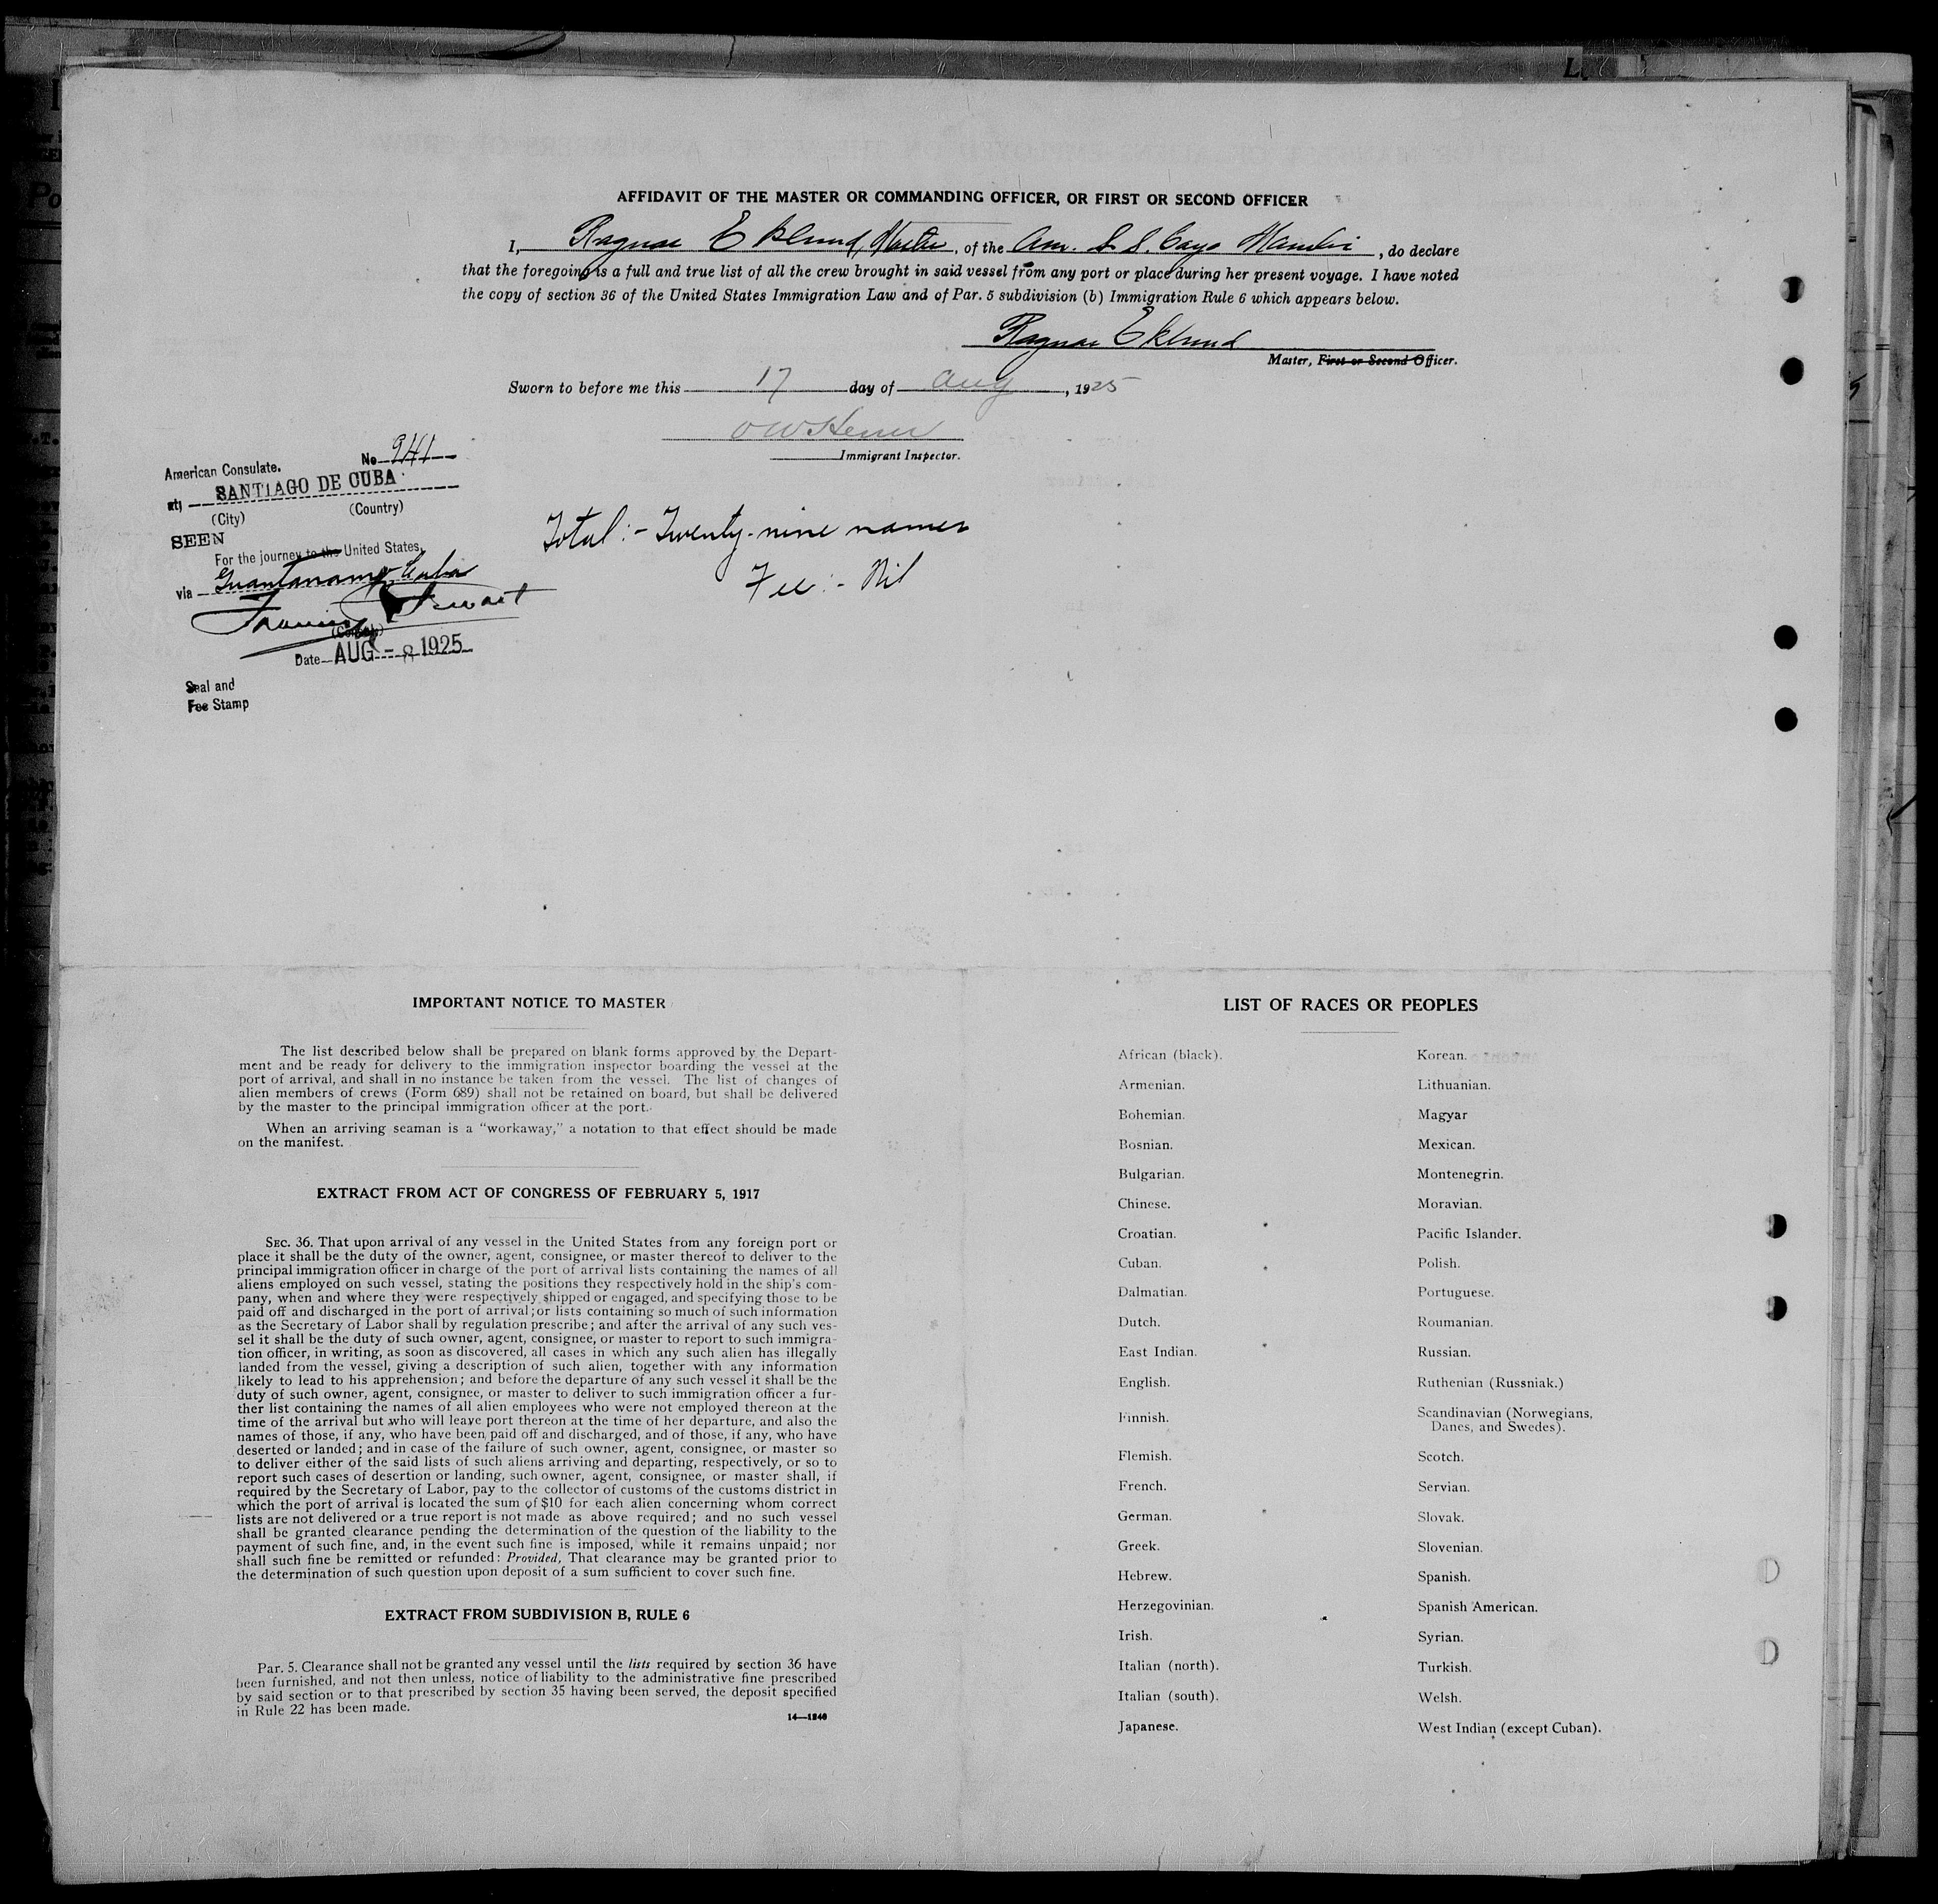 AFFIDAVIT OF THE MASTER OR COMMANDING OFFICER, OR FIRST OR SECOND OFFICER
I, Ragnar Eklund, Master, of the Am. S. S. Cayo Mambi, do declare
that the foregoing is a full and true list of all the crew brought in said vessel from any port or place during her present voyage. I have noted
the copy of section 36 of the United States Immigration Law and of Par. 5 subdivision (b) Immigration Rule 6 which appears below.
Ragnar Eklund
Master, First or Second Officer.
Sworn to before me this 17 day of Aug, 1925
Immigrant Inspector.
American Consulate. No 941
at SANTIAGO DE CUBA
(City) (Country)
SEEN
For the journey to the United States,
via Guantanamo, Cuba
Stewart
Date AUG - 8 1925
Seal and
Fee Stamp
Total:- Twenty-nine names
Fee:- Nil
IMPORTANT NOTICE TO MASTER
The list described below shall be prepared on blank forms approved by the Depart-
ment and be ready for delivery to the immigration inspector boarding the vessel at the
port of arrival, and shall in no instance be taken from the vessel. The list of changes of
alien members of crews (Form 689) shall not be retained on board, but shall be delivered
by the master to the principal immigration officer at the port.
When an arriving seaman is a "workaway," a notation to that effect should be made
on the manifest.
EXTRACT FROM ACT OF CONGRESS OF FEBRUARY 5, 1917
SEC. 36. That upon arrival of any vessel in the United States from any foreign port or
place it shall be the duty of the owner, agent, consignee, or master thereof to deliver to the
principal immigration officer in charge of the port of arrival lists containing the names of all
aliens employed on such vessel, stating the positions they respectively hold in the ship's com-
pany, when and where they were respectively shipped or engaged, and specifying those to be
paid off and discharged in the port of arrival; or lists containing so much of such information
as the Secretary of Labor shall by regulation prescribe; and after the arrival of any such ves-
sel it shall be the duty of such owner, agent, consignee, or master to report to such immigra-
tion officer, in writing, as soon as discovered, all cases in which any such alien has illegally
landed from the vessel, giving a description of such alien, together with any information
likely to lead to his apprehension; and before the departure of any such vessel it shall be the
duty of such owner, agent, consignee, or master to deliver to such immigration officer a fur-
ther list containing the names of all alien employees who were not employed thereon at the
time of the arrival but who will leave port thereon at the time of her departure, and also the
names of those, if any, who have been paid off and discharged, and of those, if any, who have
deserted or landed; and in case of the failure of such owner, agent, consignee, or master so
to deliver either of the said lists of such aliens arriving and departing, respectively, or so to
report such cases of desertion or landing, such owner, agent, consignee, or master shall, if
required by the Secretary of Labor, pay to the collector of customs of the customs district in
which the port of arrival is located the sum of $10 for each alien concerning whom correct
lists are not delivered or a true report is not made as above required; and no such vessel
shall be granted clearance pending the determination of the question of the liability to the
payment of such fine, and, in the event such fine is imposed, while it remains unpaid; nor
shall such fine be remitted or refunded: Provided, That clearance may be granted prior to
the determination of such question upon deposit of a sum sufficient to cover such fine.
EXTRACT FROM SUBDIVISION B, RULE 6
Par. 5. Clearance shall not be granted any vessel until the lists required by section 36 have
been furnished, and not then unless, notice of liability to the administrative fine prescribed
by said section or to that prescribed by section 35 having been served, the deposit specified
in Rule 22 has been made.
14—1240
LIST OF RACES OR PEOPLES
African (black).
Armenian.
Bohemian.
Bosnian.
Bulgarian.
Chinese.
Croatian.
Cuban.
Dalmatian.
Dutch.
East Indian.
English.
Finnish.
Flemish.
French.
German.
Greek.
Hebrew.
Herzegovinian.
Irish.
Italian (north).
Italian (south).
Japanese.
Korean.
Lithuanian.
Magyar
Mexican.
Montenegrin.
Moravian.
Pacific Islander.
Polish.
Portuguese.
Roumanian.
Russian.
Ruthenian (Russniak.)
Scandinavian (Norwegians,
Danes, and Swedes).
Scotch.
Servian.
Slovak.
Slovenian.
Spanish.
Spanish American.
Syrian.
Turkish.
Welsh.
West Indian (except Cuban).